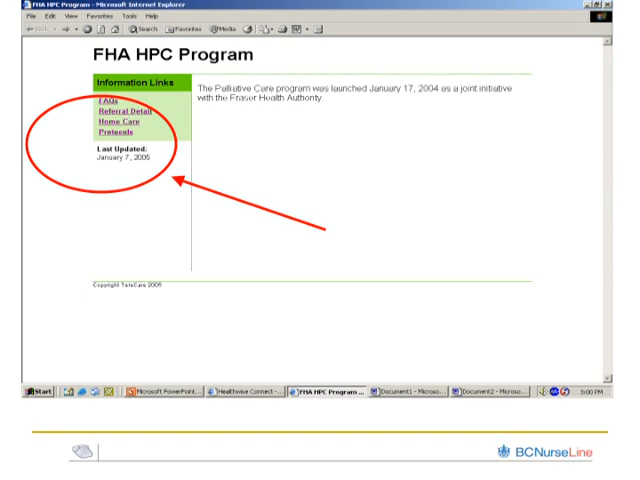 FHA HPC Program - Microsoft Internet Explorer
File Edit View Favorites Tools Help
Back Search Favorites Media
FHA HPC Program
Information Links
FAQs
Referral Detail
Home Care
Protocols
Last Updated:
January 7, 2005
The Palliative Care program was launched January 17, 2004 as a joint initiative
with the Fraser Health Authority.
Copyright TeleCare 2005
Start Microsoft PowerPoint... Healthwise Connect -... FHA HPC Program ... Document1 - Microso... Document2 - Microso... 3:00 PM
BCNurseLine